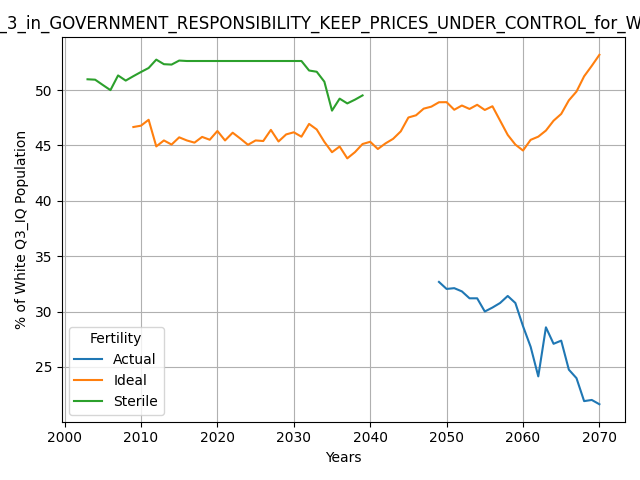 _3_in_GOVERNMENT_RESPONSIBILITY_KEEP_PRICES_UNDER_CONTROL_for_W
% of White Q3_IQ Population
50
45
40
35
30
25
Fertility
Actual
Ideal
Sterile
2000 2010 2020 2030 2040 2050 2060 2070
Years